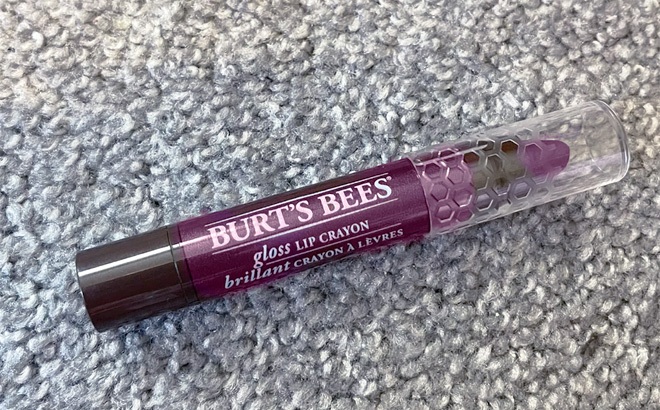 BURT'S BEES®
gloss LIP CRAYON
brillant CRAYON À LÈVRES